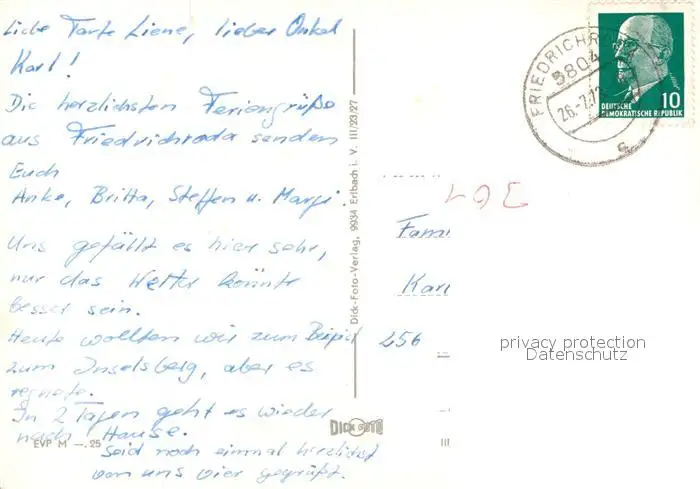 Liebe Tante Liene, lieber Onkel
Karl!
Die herzlichsten Feriengrüße
aus Friedrichroda senden
Euch
Anke, Britta, Steffen u. Margi.
Uns gefällt es hier sehr,
nur das Wetter könnte
besser sein.
Heute wollten wir zum Beispiel
zum Inselsberg, aber es
regnete.
In 2 Tagen geht es wieder
nach Hause.
Seid noch einmal herzlichst
von uns vier gegrüßt.
EVP M —.25
Dick-Foto-Verlag, 9934 Erlbach i. V. III/23/27
DICK FOTO
FRIEDRICHR
5804
26.-7.72
c
10
DEUTSCHE
DEMOKRATISCHE REPUBLIK
Fami
Karl
256
privacy protection
Datenschutz